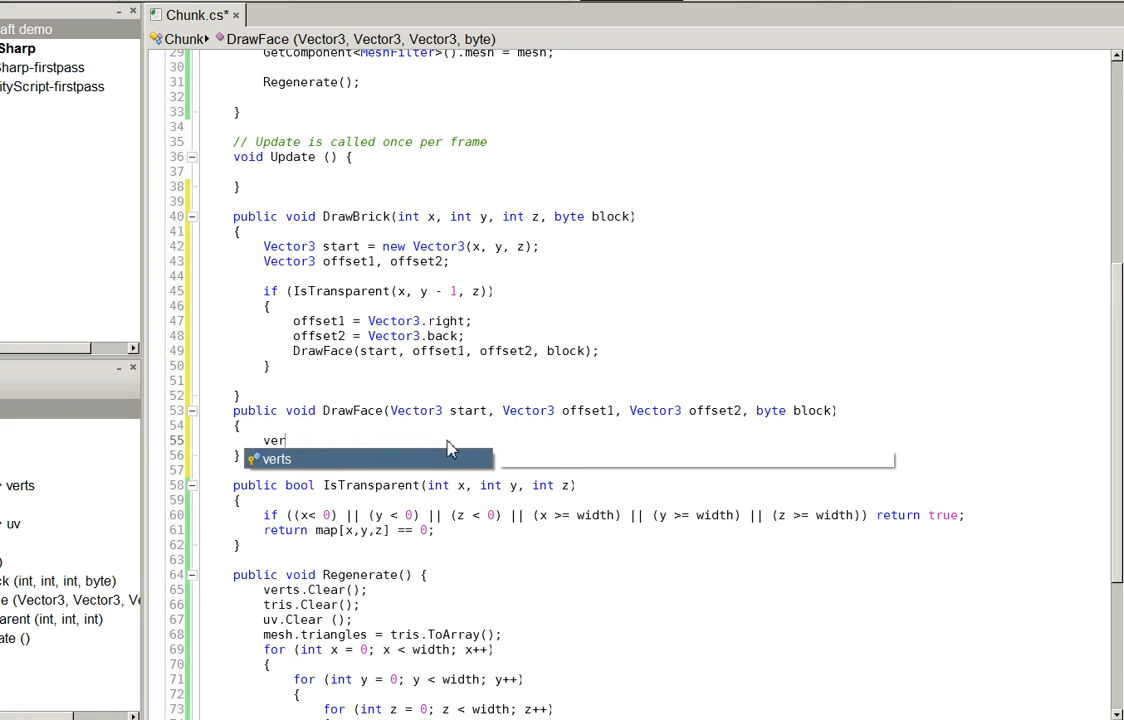 Chunk.cs*
aft demo
Sharp
Sharp-firstpass
ityScript-firstpass
Chunk
DrawFace (Vector3, Vector3, Vector3, byte)
29 GetComponent<MeshFilter>().mesh = mesh;
30
31 Regenerate();
32
33 }
34
35 // Update is called once per frame
36 void Update () {
37
38 }
39
40 public void DrawBrick(int x, int y, int z, byte block)
41 {
42 Vector3 start = new Vector3(x, y, z);
43 Vector3 offset1, offset2;
44
45 if (IsTransparent(x, y - 1, z))
46 {
47 offset1 = Vector3.right;
48 offset2 = Vector3.back;
49 DrawFace(start, offset1, offset2, block);
50 }
51
52 }
53 public void DrawFace(Vector3 start, Vector3 offset1, Vector3 offset2, byte block)
54 {
55 ver
56 }
verts
57
58 public bool IsTransparent(int x, int y, int z)
59 {
60 if ((x< 0) || (y < 0) || (z < 0) || (x >= width) || (y >= width) || (z >= width)) return true;
61 return map[x,y,z] == 0;
62 }
63
64 public void Regenerate() {
65 verts.Clear();
66 tris.Clear();
67 uv.Clear ();
68 mesh.triangles = tris.ToArray();
69 for (int x = 0; x < width; x++)
70 {
71 for (int y = 0; y < width; y++)
72 {
73 for (int z = 0; z < width; z++)
verts
uv
)
ck (int, int, int, byte)
e (Vector3, Vector3, Ve
arent (int, int, int)
ate ()